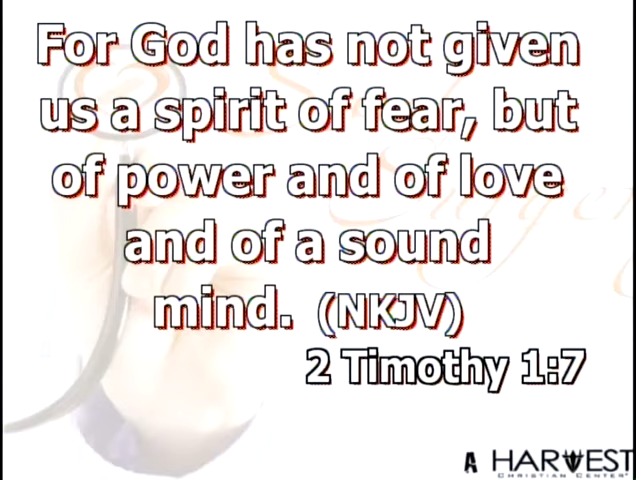 For God has not given
us a spirit of fear, but
of power and of love
and of a sound
mind. (NKJV)
2 Timothy 1:7
A HARVEST
CHRISTIAN CENTER